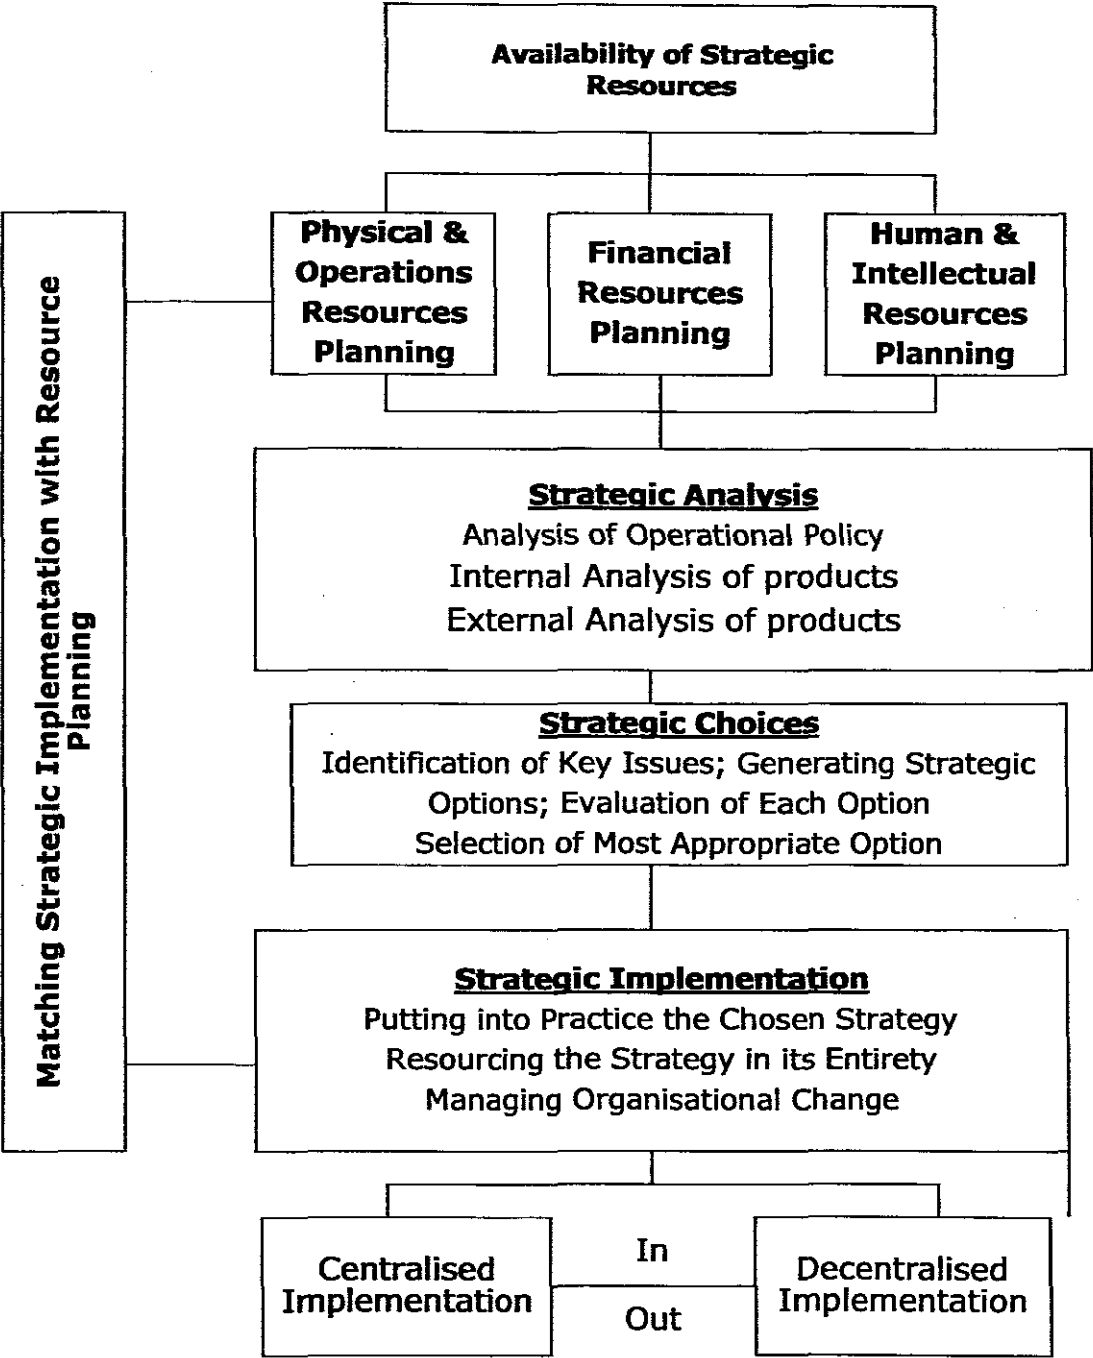 Availability of Strategic
Resources
Physical &
Operations
Resources
Planning
Financial
Resources
Planning
Human &
Intellectual
Resources
Planning
Matching Strategic Implementation with Resource
Planning
Strategic Analysis
Analysis of Operational Policy
Internal Analysis of products
External Analysis of products
Strategic Choices
Identification of Key Issues; Generating Strategic
Options; Evaluation of Each Option
Selection of Most Appropriate Option
Strategic Implementation
Putting into Practice the Chosen Strategy
Resourcing the Strategy in its Entirety
Managing Organisational Change
Centralised
Implementation
In
Out
Decentralised
Implementation